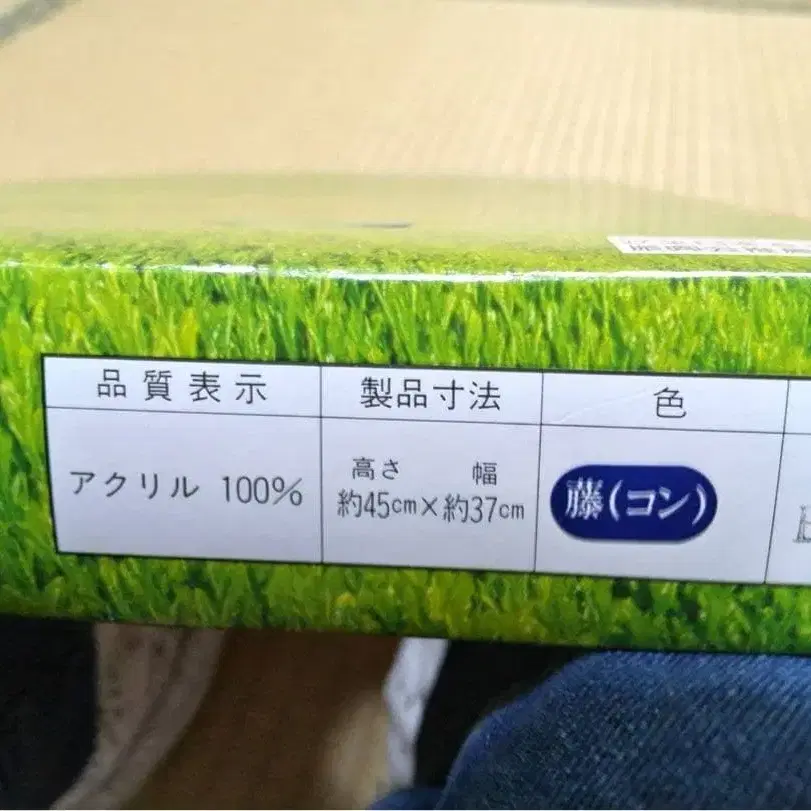 品質表示
製品寸法
色
アクリル 100%
高さ 幅
約45cm×約37cm
藤(コン)